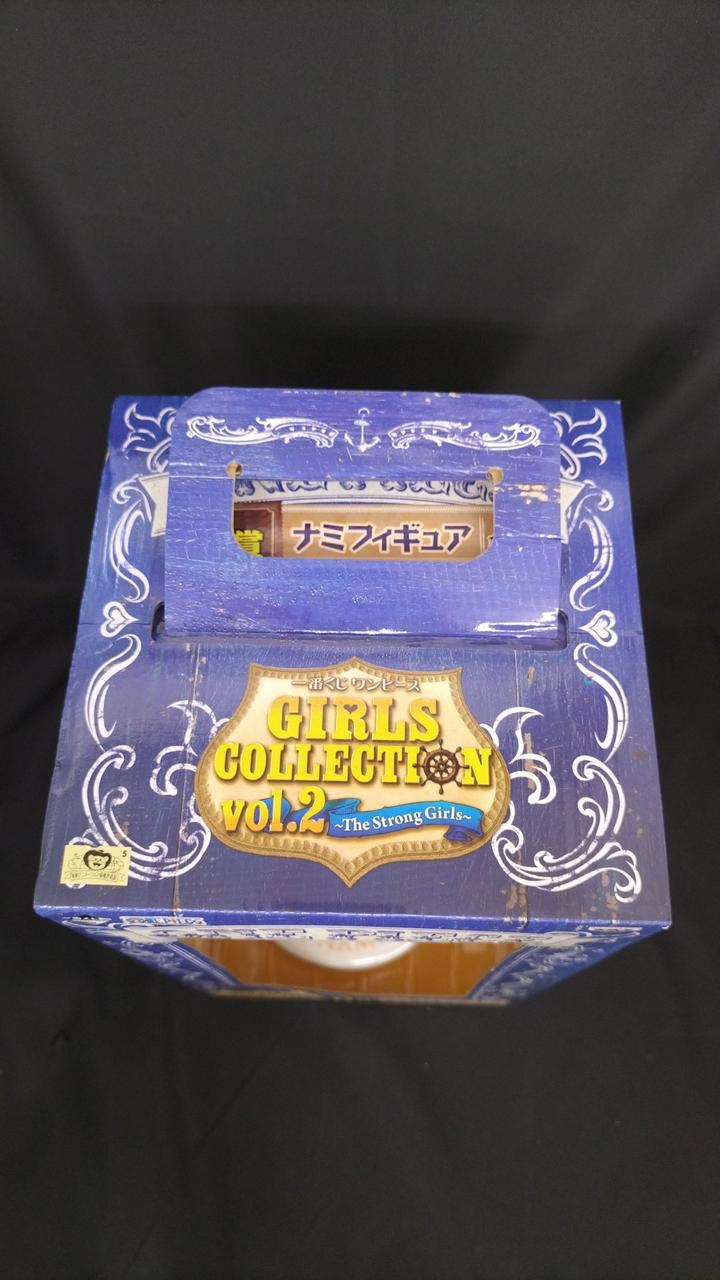 賞 ナミフィギュア
一番くじ ワンピース
GIRLS
COLLECTION
vol.2 ~The Strong Girls~
5